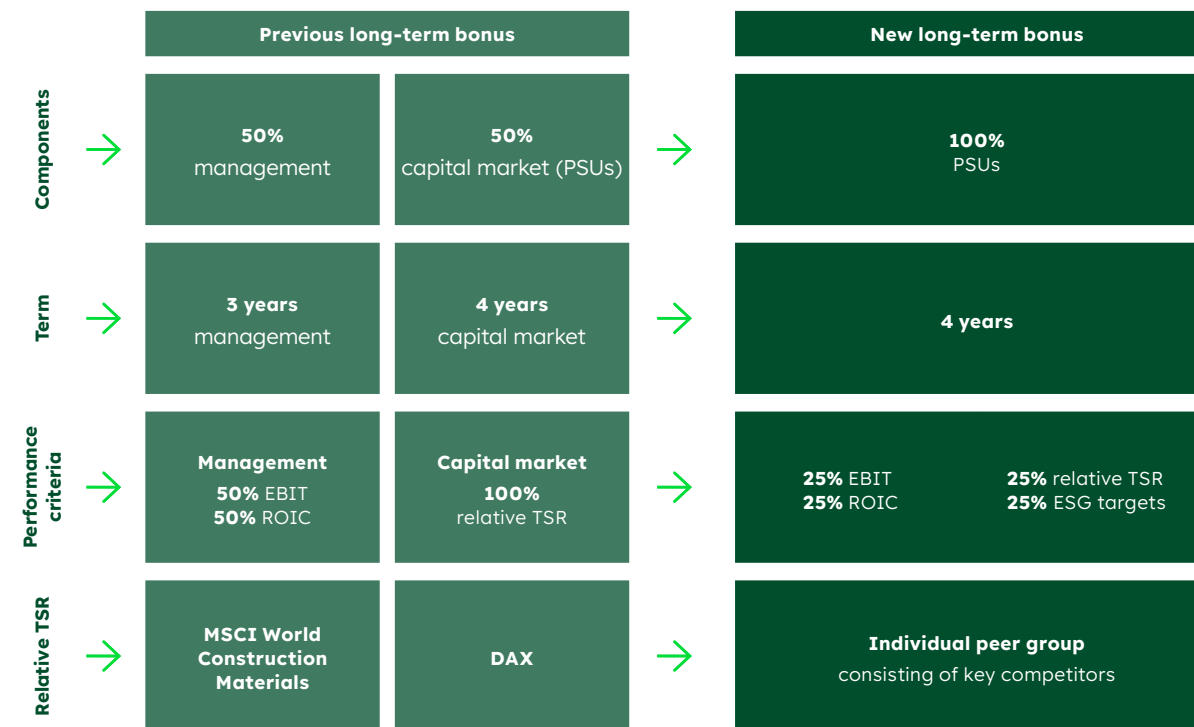 Previous long-term bonus
New long-term bonus
Components
50%
management
50%
capital market (PSUs)
100%
PSUs
Term
3 years
management
4 years
capital market
4 years
Performance
criteria
Management
50% EBIT
50% ROIC
Capital market
100%
relative TSR
25% EBIT
25% ROIC
25% relative TSR
25% ESG targets
Relative TSR
MSCI World
Construction
Materials
DAX
Individual peer group
consisting of key competitors